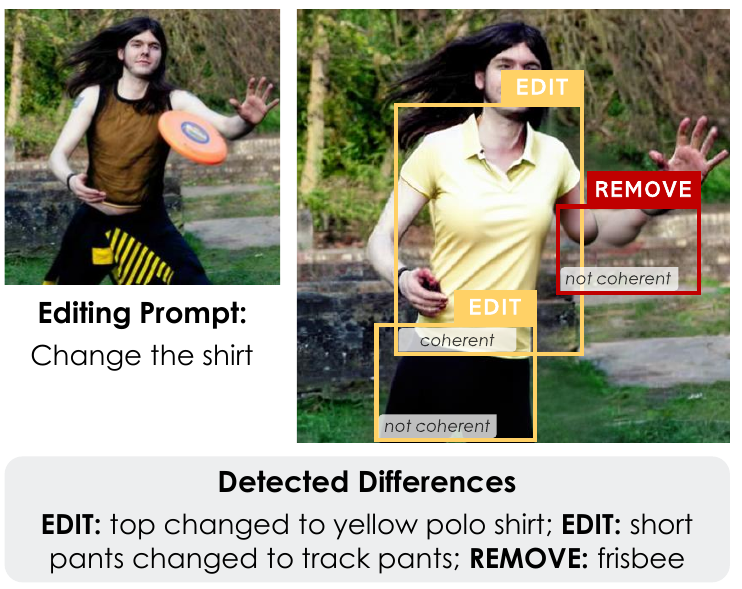 EDIT
REMOVE
not coherent
EDIT
coherent
not coherent
Editing Prompt:
Change the shirt
Detected Differences
EDIT: top changed to yellow polo shirt; EDIT: short
pants changed to track pants; REMOVE: frisbee